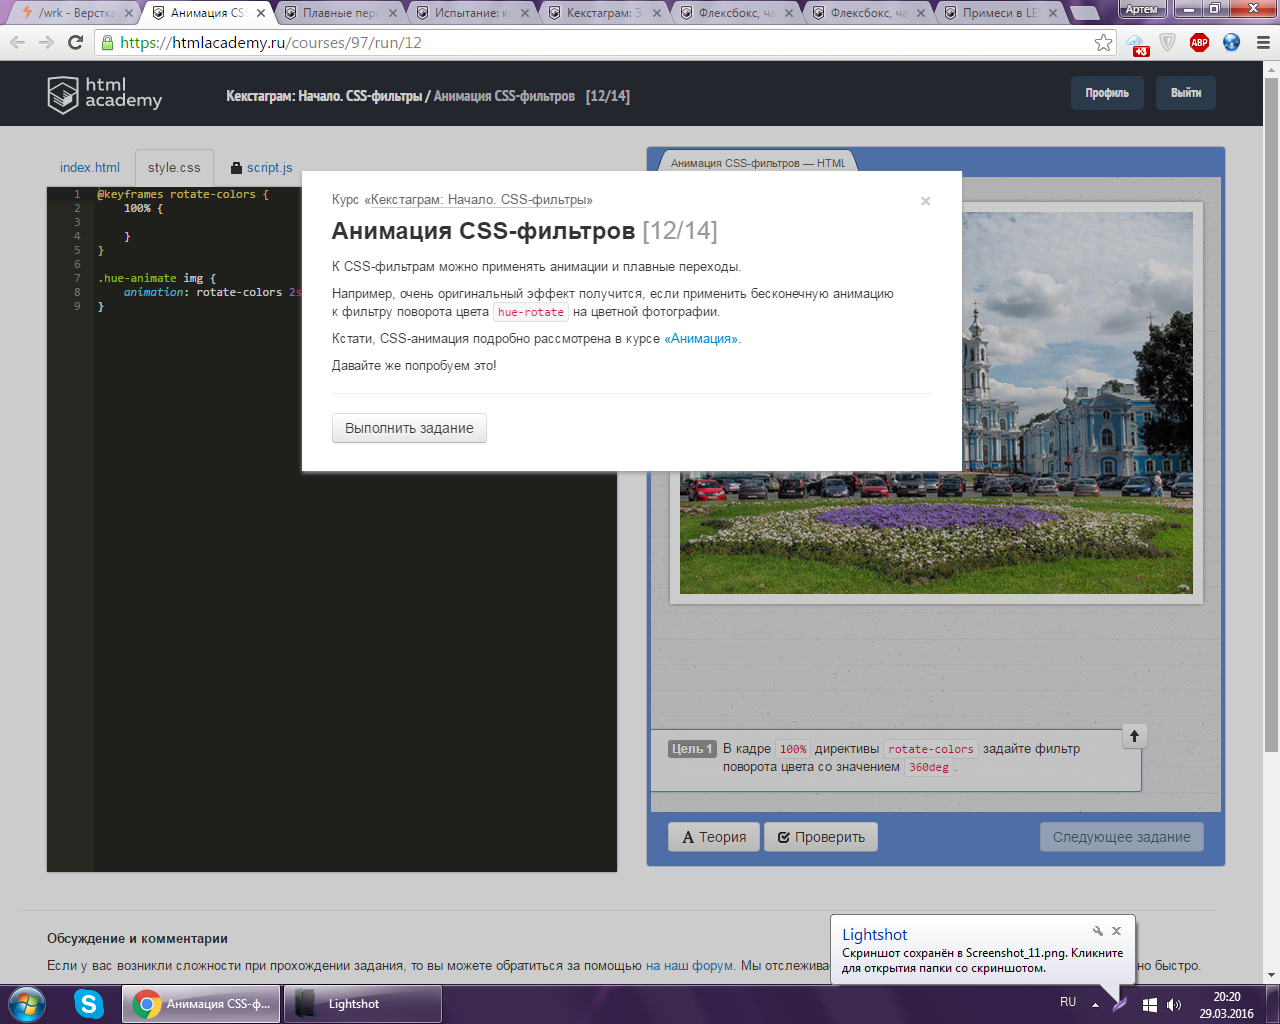 /wrk - Верстка
Анимация CSS
Плавные пере
Испытание: ко
Кекстаграм: Э
Флексбокс, ча
Флексбокс, ча
Примеси в LE
Артем
https://htmlacademy.ru/courses/97/run/12
+3
ABP
html
academy
Кекстаграм: Начало. CSS-фильтры / Анимация CSS-фильтров [12/14]
Профиль
Выйти
index.html
style.css
script.js
Анимация CSS-фильтров — HTML
1 @keyframes rotate-colors {
2 100% {
3
4 }
5 }
6
7 .hue-animate img {
8 animation: rotate-colors 2s
9 }
Курс «Кекстаграм: Начало. CSS-фильтры»
×
Анимация CSS-фильтров [12/14]
К CSS-фильтрам можно применять анимации и плавные переходы.
Например, очень оригинальный эффект получится, если применить бесконечную анимацию
к фильтру поворота цвета hue-rotate на цветной фотографии.
Кстати, CSS-анимация подробно рассмотрена в курсе «Анимация».
Давайте же попробуем это!
Выполнить задание
Цель 1 В кадре 100% директивы rotate-colors задайте фильтр
поворота цвета со значением 360deg.
Теория
Проверить
Следующее задание
Обсуждение и комментарии
Если у вас возникли сложности при прохождении задания, то вы можете обратиться за помощью на наш форум. Мы отслежива
но быстро.
Lightshot
Скриншот сохранён в Screenshot_11.png. Кликните
для открытия папки со скриншотом.
Анимация CSS-ф...
Lightshot
RU
20:20
29.03.2016